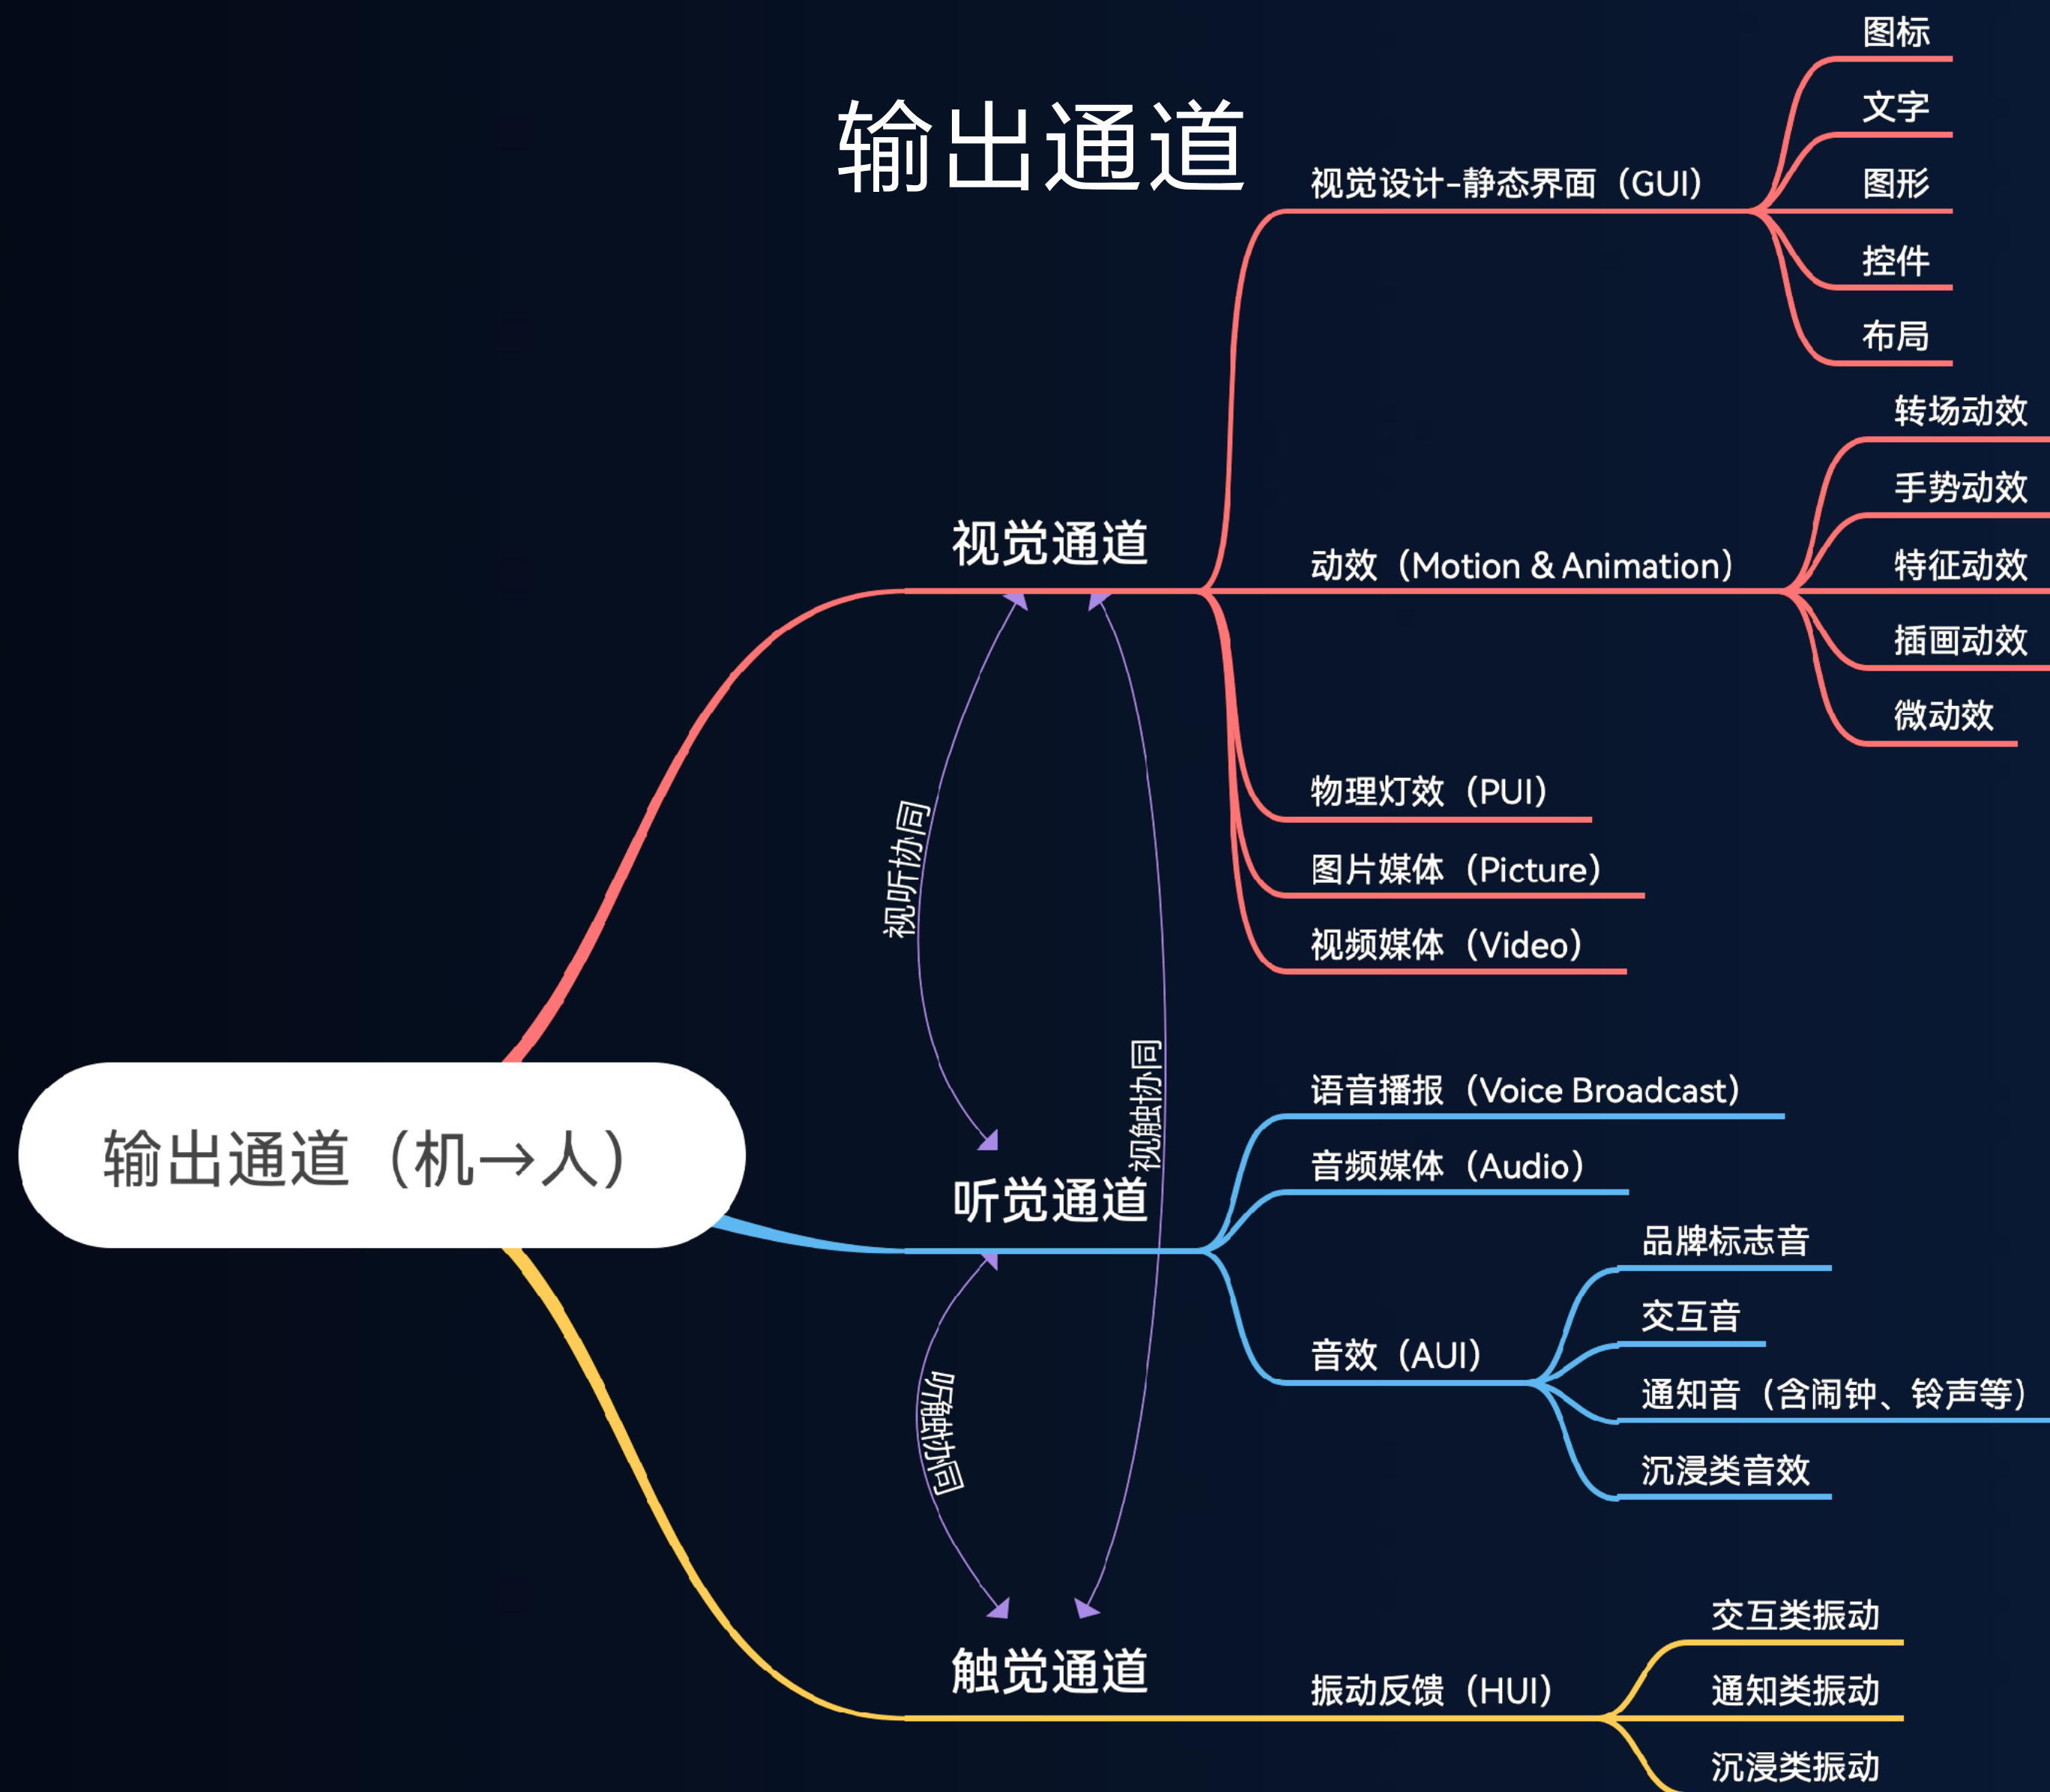 输出通道
输出通道（机→人）
视觉通道
视觉设计-静态界面（GUI）
图标
文字
图形
控件
布局
动效（Motion & Animation）
转场动效
手势动效
特征动效
插画动效
微动效
物理灯效（PUI）
图片媒体（Picture）
视频媒体（Video）
视听协同
视触协同
听觉通道
语音播报（Voice Broadcast）
音频媒体（Audio）
音效（AUI）
品牌标志音
交互音
通知音（含闹钟、铃声等）
沉浸类音效
听触协同
触觉通道
振动反馈（HUI）
交互类振动
通知类振动
沉浸类振动